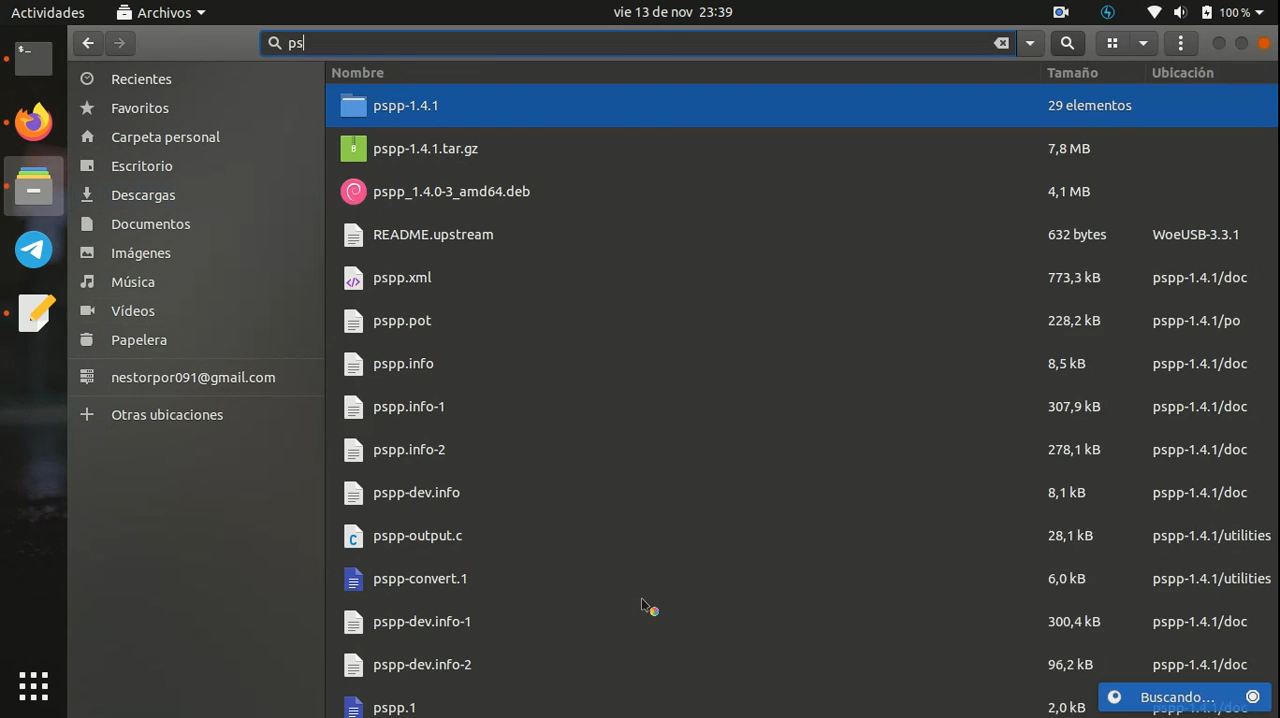 Actividades Archivos vie 13 de nov 23:39 100 %
ps
Nombre Tamaño Ubicación
Recientes
Favoritos
Carpeta personal
Escritorio
Descargas
Documentos
Imágenes
Música
Vídeos
Papelera
nestorpor091@gmail.com
Otras ubicaciones
pspp-1.4.1 29 elementos
pspp-1.4.1.tar.gz 7,8 MB
pspp_1.4.0-3_amd64.deb 4,1 MB
README.upstream 632 bytes WoeUSB-3.3.1
pspp.xml 773,3 kB pspp-1.4.1/doc
pspp.pot 228,2 kB pspp-1.4.1/po
pspp.info 8,5 kB pspp-1.4.1/doc
pspp.info-1 kB pspp-1.4.1/doc
pspp.info-2 278,1 kB pspp-1.4.1/doc
pspp-dev.info kB pspp-1.4.1/doc
pspp-output.c 28,1 kB pspp-1.4.1/utilities
pspp-convert.1 kB pspp-1.4.1/utilities
pspp-dev.info-1 300,4 kB pspp-1.4.1/doc
pspp-dev.info-2 kB pspp-1.4.1/doc
pspp.1 2,0 kB pspp-1.4.1/doc
Buscando...